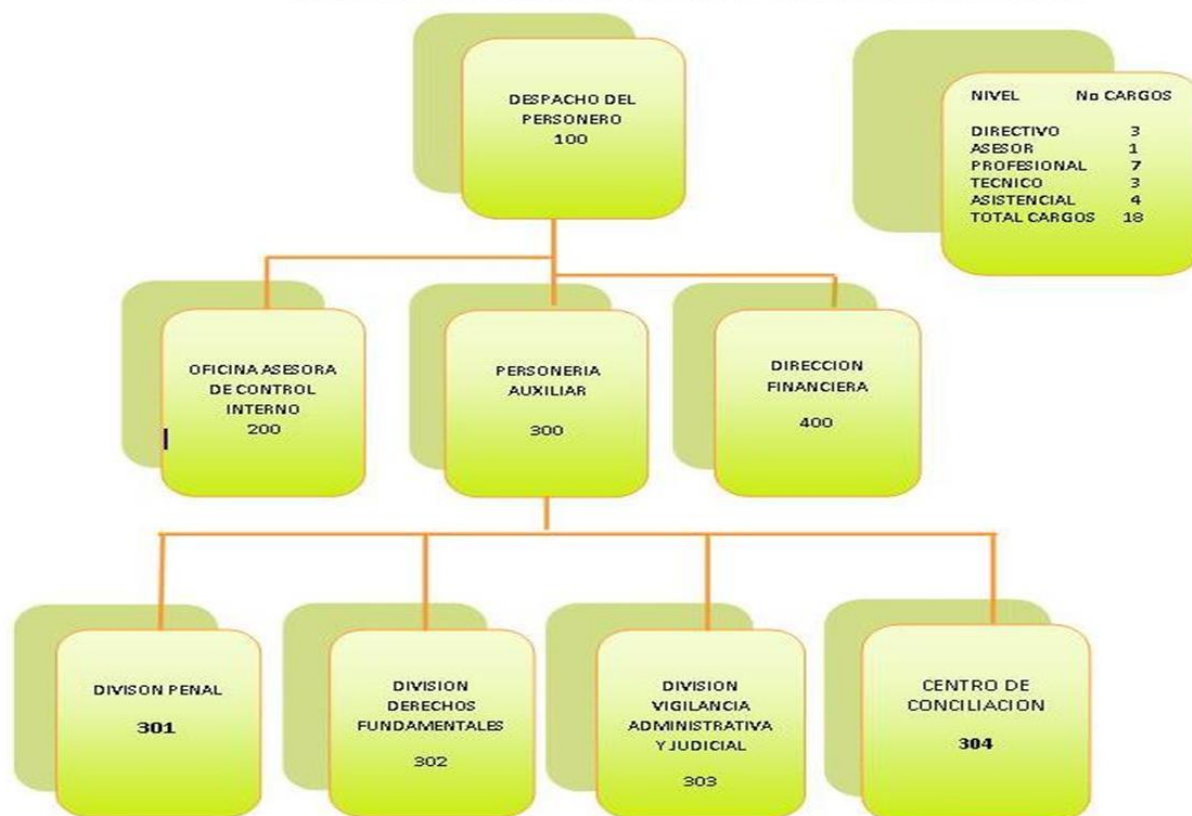 DESPACHO DEL
PERSONERO
100
NIVEL No CARGOS
DIRECTIVO 3
ASESOR 1
PROFESIONAL 7
TECNICO 3
ASISTENCIAL 4
TOTAL CARGOS 18
OFICINA ASESORA
DE CONTROL
INTERNO
200
PERSONERIA
AUXILIAR
300
DIRECCION
FINANCIERA
400
DIVISON PENAL
301
DIVISION
DERECHOS
FUNDAMENTALES
302
DIVISION
VIGILANCIA
ADMINISTRATIVA
Y JUDICIAL
303
CENTRO DE
CONCILIACION
304